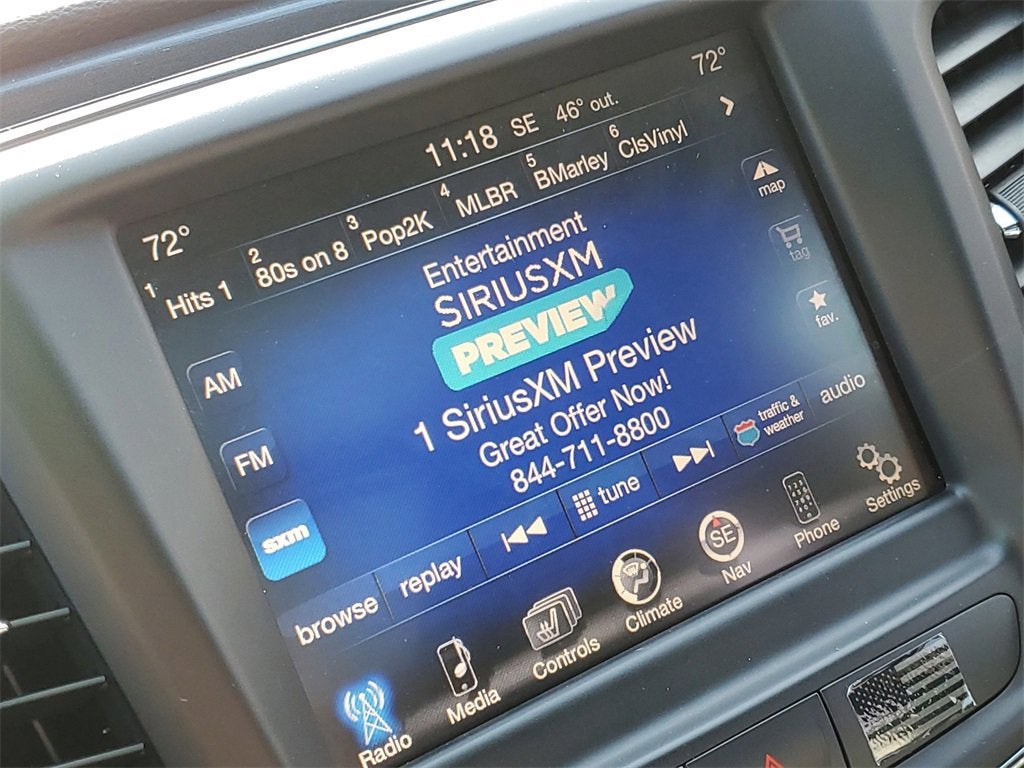 72° 11:18 SE 46° out. 72°
1 Hits 1 2 80s on 8 3 Pop2K 4 MLBR 5 BMarley 6 ClsVinyl
map
tag
fav.
AM
FM
sxm
Entertainment
SIRIUSXM
PREVIEW
1 SiriusXM Preview
Great Offer Now!
844-711-8800
browse replay tune traffic & weather audio
Radio Media Controls Climate SE Nav Phone Settings